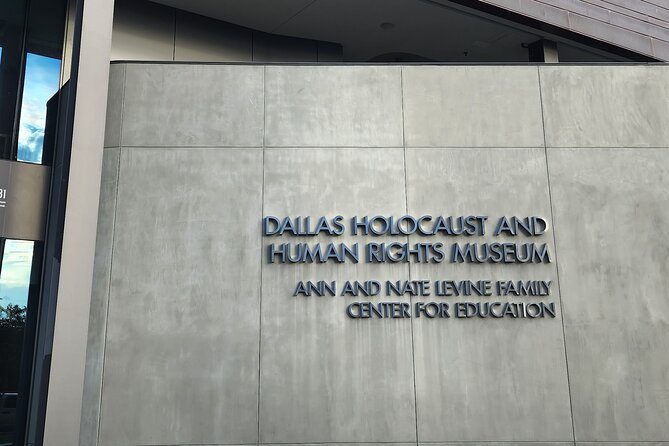 DALLAS HOLOCAUST AND
HUMAN RIGHTS MUSEUM
ANN AND NATE LEVINE FAMILY
CENTER FOR EDUCATION